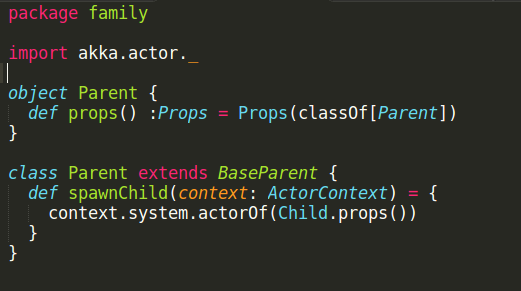 package family
import akka.actor._
object Parent {
def props() :Props = Props(classOf[Parent])
}
class Parent extends BaseParent {
def spawnChild(context: ActorContext) = {
context.system.actorOf(Child.props())
}
}